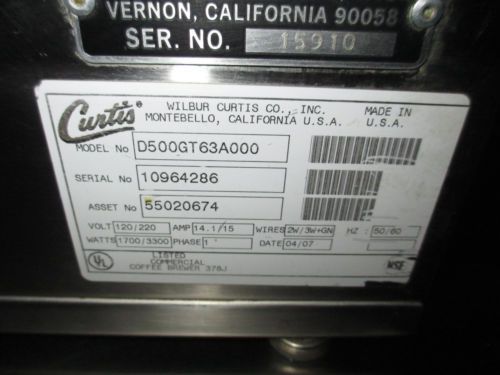 VERNON, CALIFORNIA 90058
SER. NO. 15910
Curtis®
WILBUR CURTIS CO., INC.
MONTEBELLO, CALIFORNIA U.S.A.
MADE IN
U.S.A.
MODEL No D500GT63A000
SERIAL No 10964286
ASSET No 55020674
VOLT 120/220 AMP 14.1/15 WIRES 2W/3W+GN HZ: 50/60
WATTS 1700/3300 PHASE 1 DATE 04/07
UL
LISTED
COMMERCIAL
COFFEE BREWER 378J
NSF